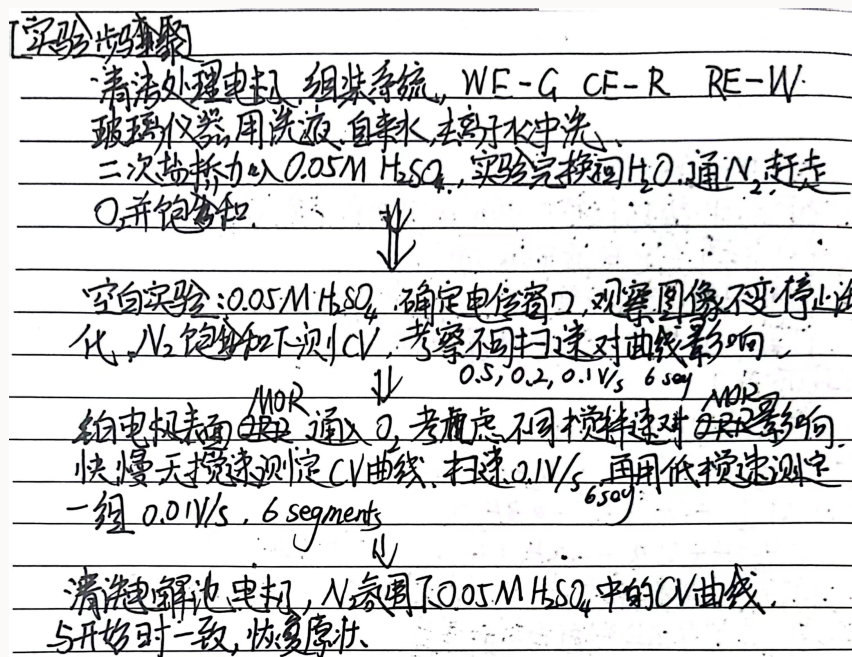 [实验步骤]
清洁处理电极,组装系统, WE-G CE-R RE-W.
玻璃仪器用洗液,自来水,去离子水冲洗、
二次盐桥加入0.05M H₂SO₄,实验完换回H₂O.通N₂赶走
O₂并饱和.
⇓
空白实验:0.05M H₂SO₄,确定电位窗口,观察图像不变停止活
化,N₂饱和下测CV,考察不同扫速对曲线影响,
0.5, 0.2, 0.1V/s 6 seg
⇓
MOR MOR
铂电极表面ORR 通入O₂考虑不同搅拌速对ORR影响.
快慢无搅速测定CV曲线、扫速0.1V/s,再用低搅速测定
6 seg.
一组0.01V/s,6 segments
⇓
清洗电解池,电极,N₂氛围下0.05M H₂SO₄中的CV曲线,
与开始时一致,恢复原状、